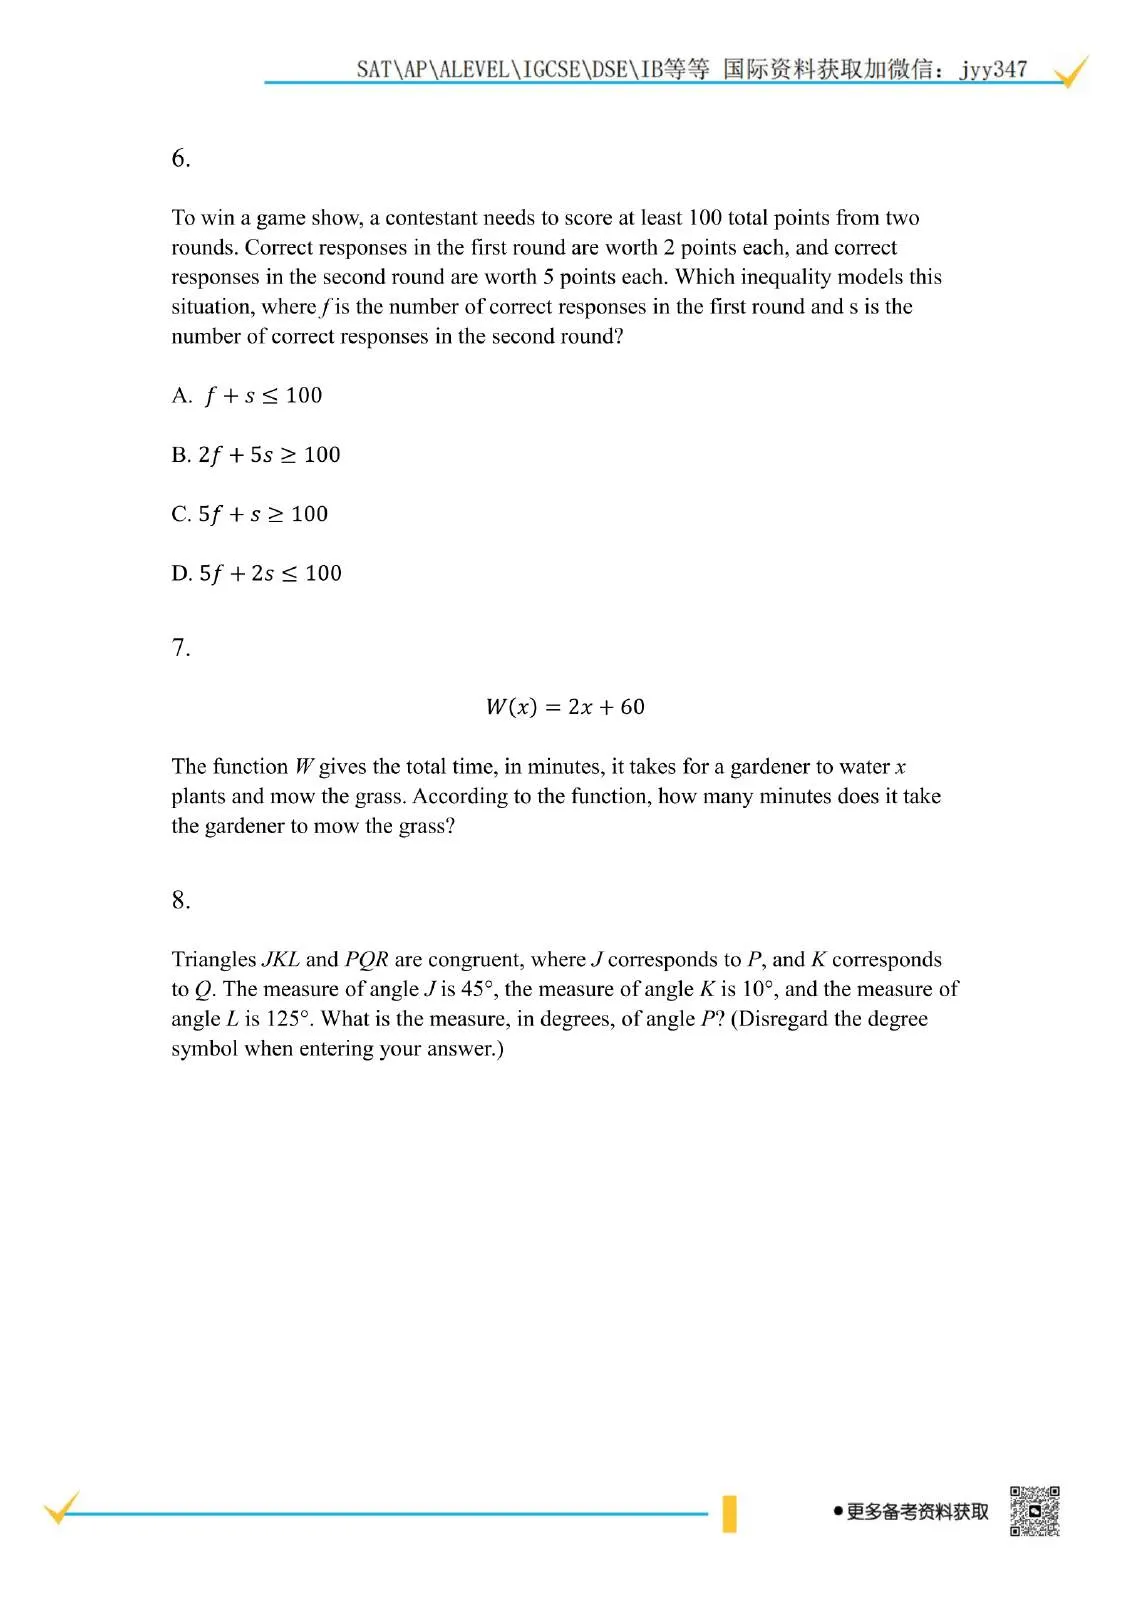 SAT\AP\ALEVEL\IGCSE\DSE\IB等等 国际资料获取加微信：jyy347
6.
To win a game show, a contestant needs to score at least 100 total points from two
rounds. Correct responses in the first round are worth 2 points each, and correct
responses in the second round are worth 5 points each. Which inequality models this
situation, where f is the number of correct responses in the first round and s is the
number of correct responses in the second round?
A. f + s ≤ 100
B. 2f + 5s ≥ 100
C. 5f + s ≥ 100
D. 5f + 2s ≤ 100
7.
W(x) = 2x + 60
The function W gives the total time, in minutes, it takes for a gardener to water x
plants and mow the grass. According to the function, how many minutes does it take
the gardener to mow the grass?
8.
Triangles JKL and PQR are congruent, where J corresponds to P, and K corresponds
to Q. The measure of angle J is 45°, the measure of angle K is 10°, and the measure of
angle L is 125°. What is the measure, in degrees, of angle P? (Disregard the degree
symbol when entering your answer.)
●更多备考资料获取